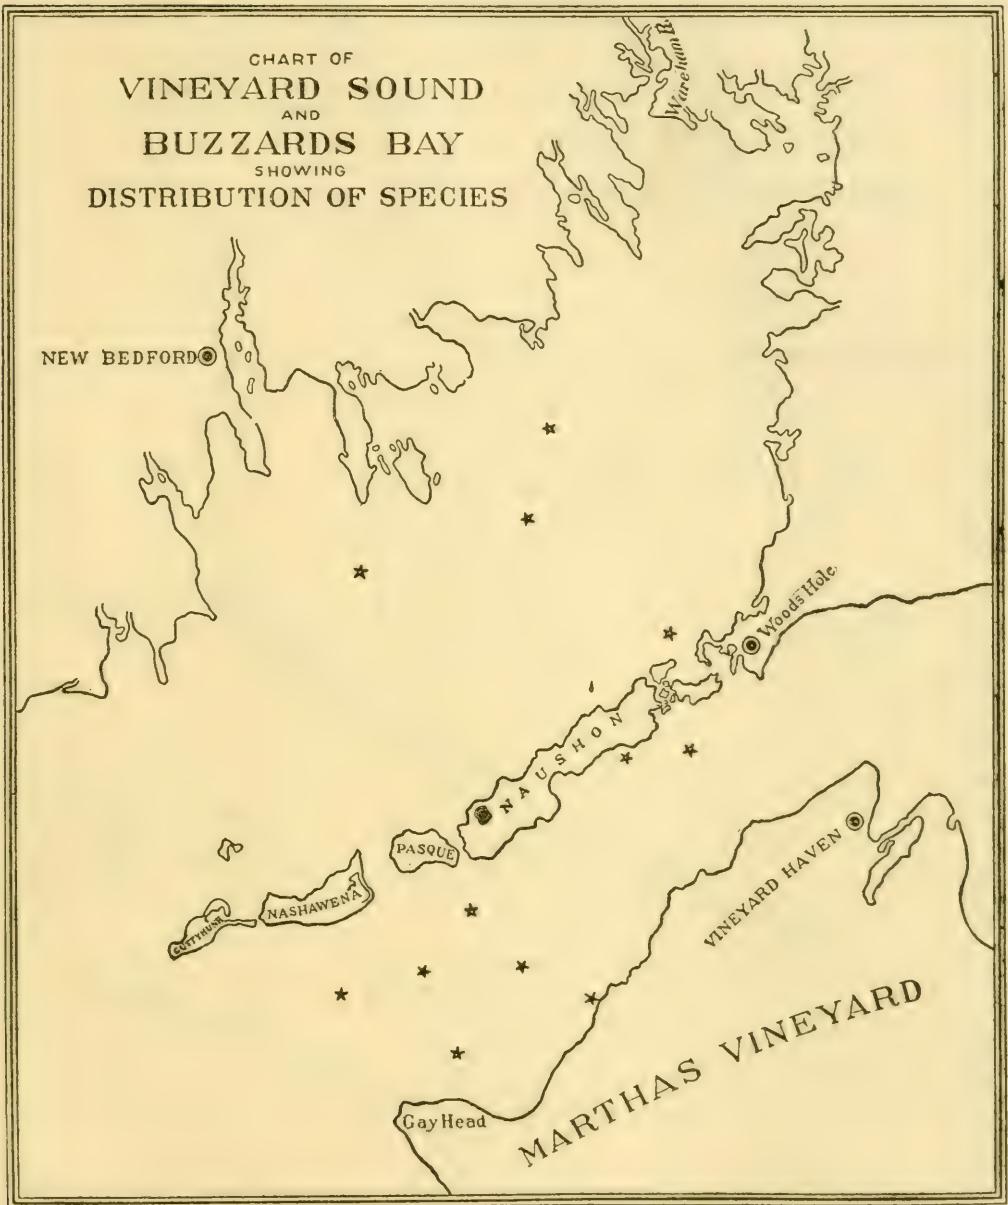 CHART OF
VINEYARD SOUND
AND
BUZZARDS BAY
SHOWING
DISTRIBUTION OF SPECIES
Wareham R.
NEW BEDFORD
Woods Hole.
NAUSHON
PASQUE
NASHAWENA
CUTTYHUNK
VINEYARD HAVEN
MARTHAS VINEYARD
Gay Head